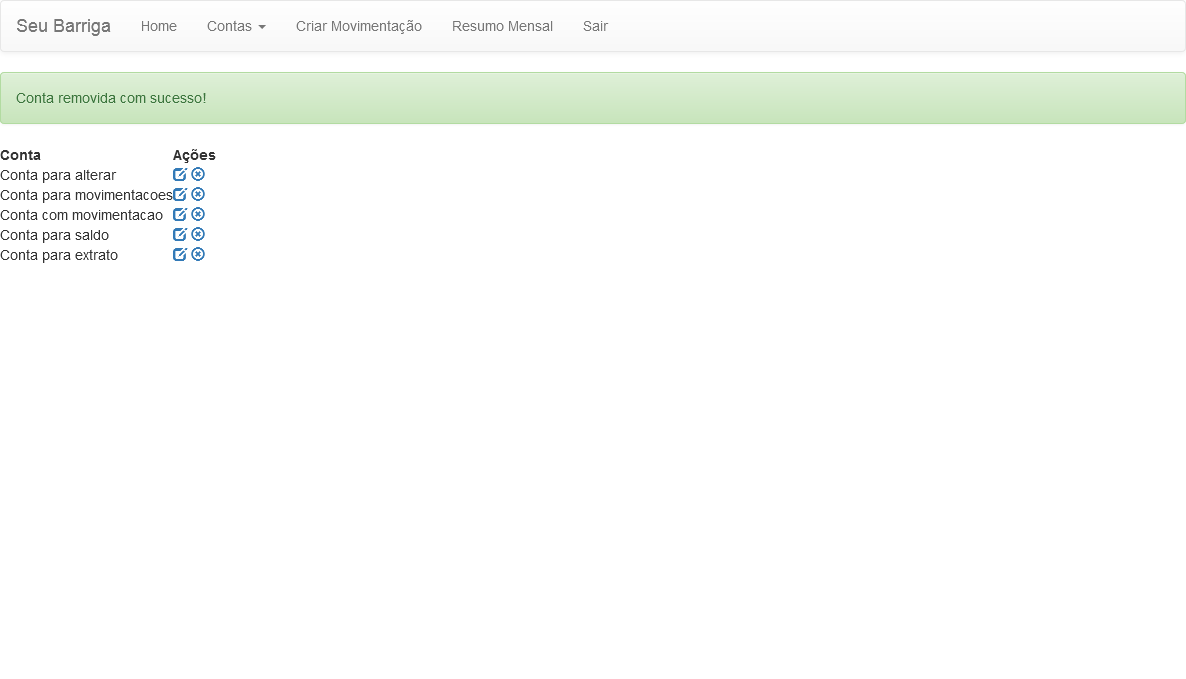 Seu Barriga Home Contas Criar Movimentação Resumo Mensal Sair
Conta removida com sucesso!
Conta Ações
Conta para alterar
Conta para movimentacoes
Conta com movimentacao
Conta para saldo
Conta para extrato